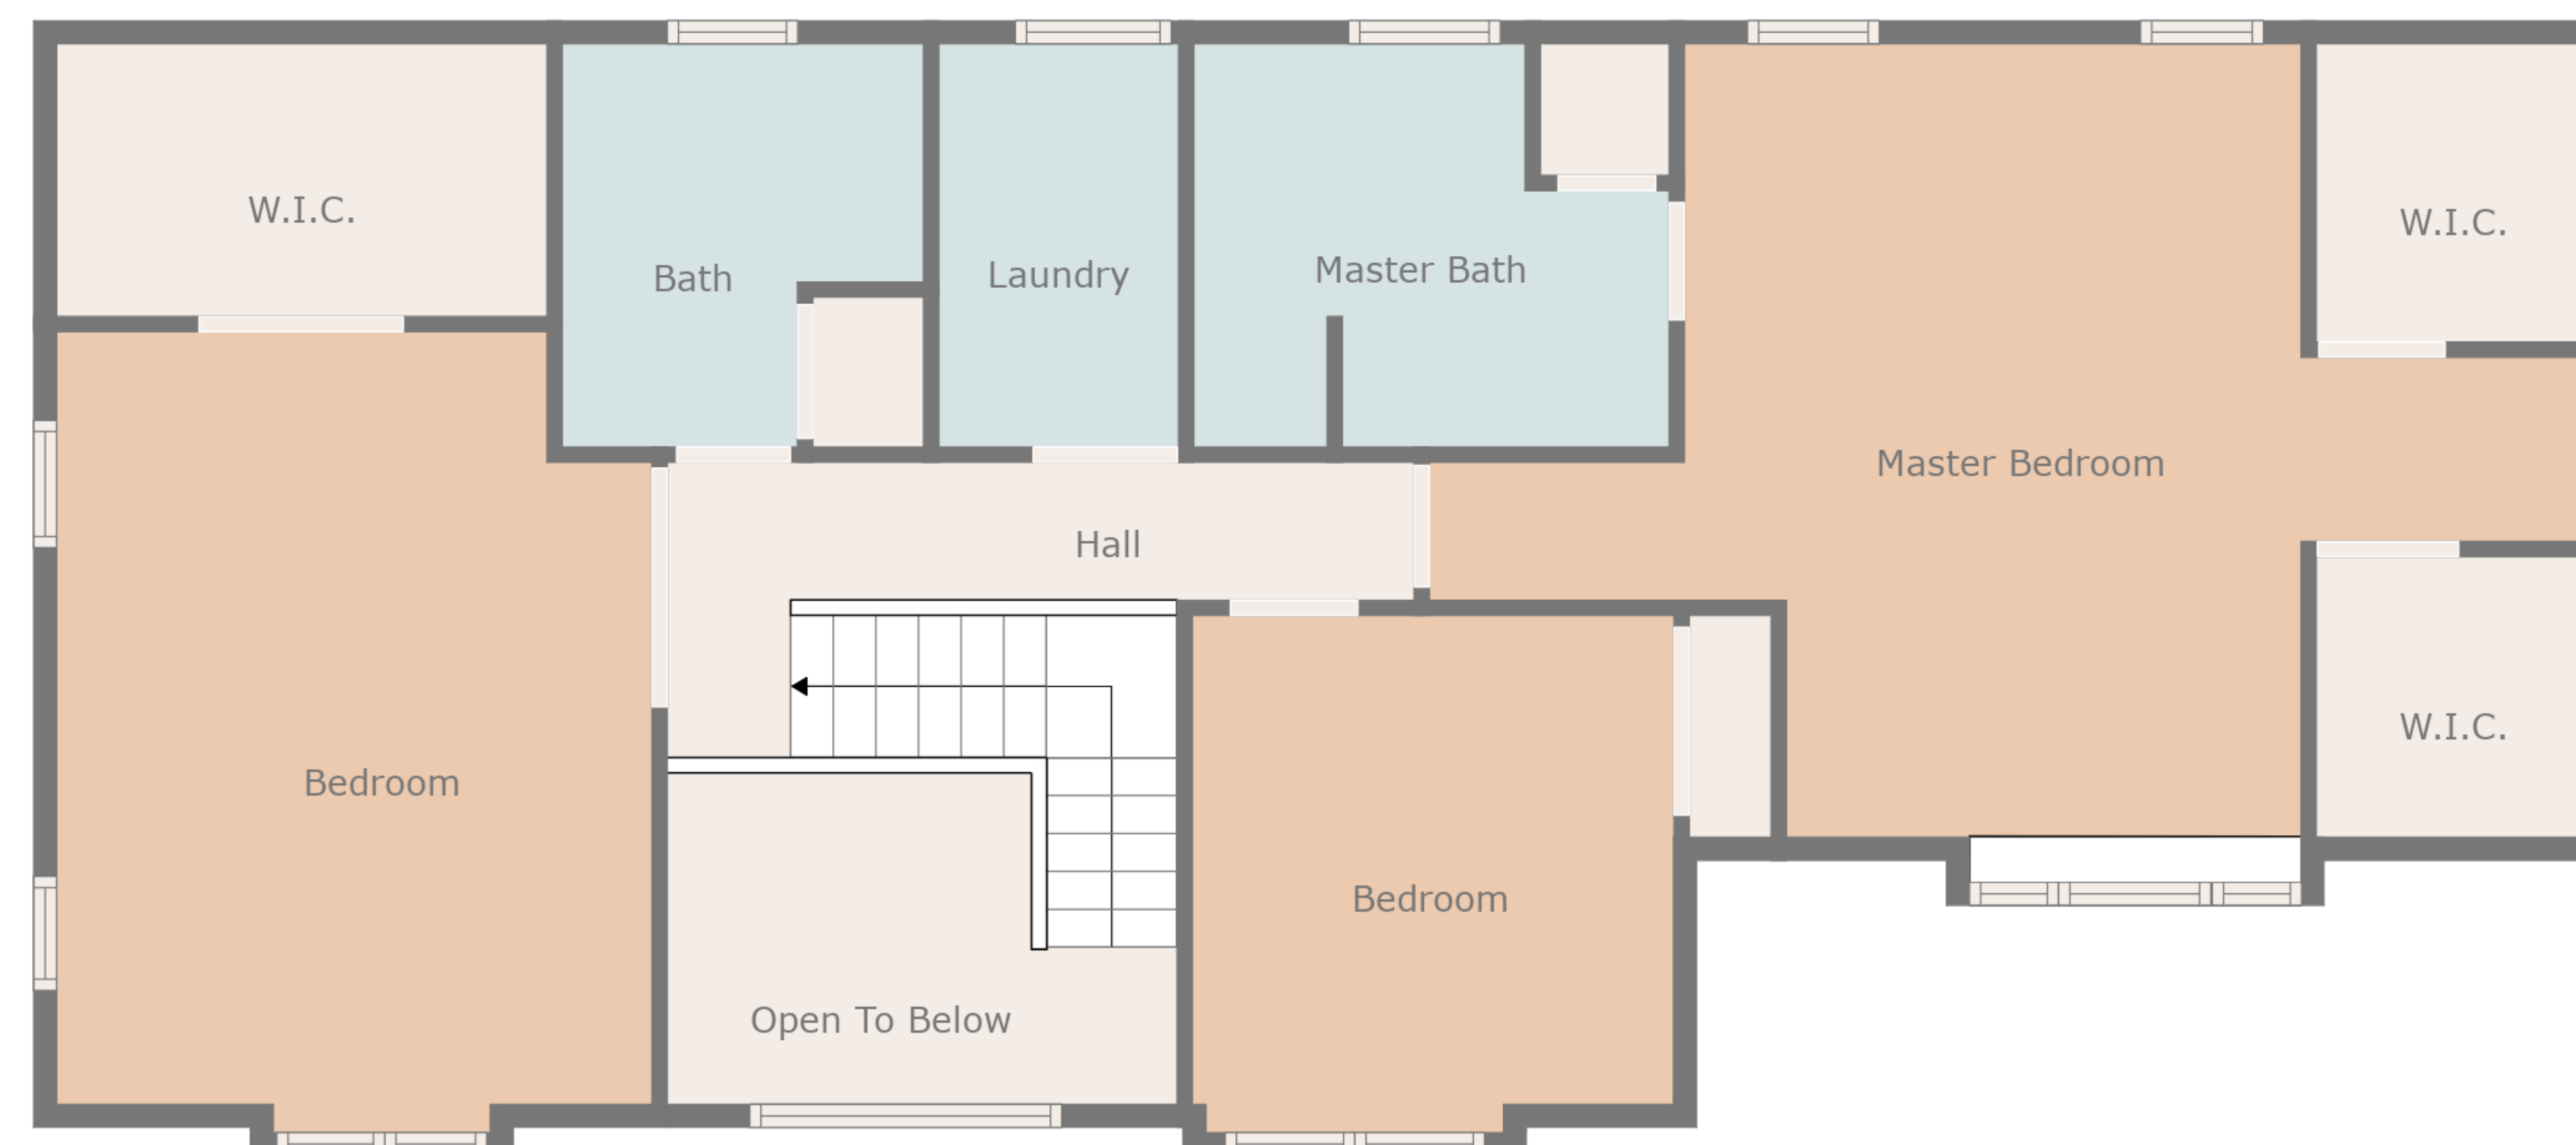 W.I.C.
Bath
Laundry
Master Bath
W.I.C.
Master Bedroom
Hall
Bedroom
Bedroom
W.I.C.
Open To Below